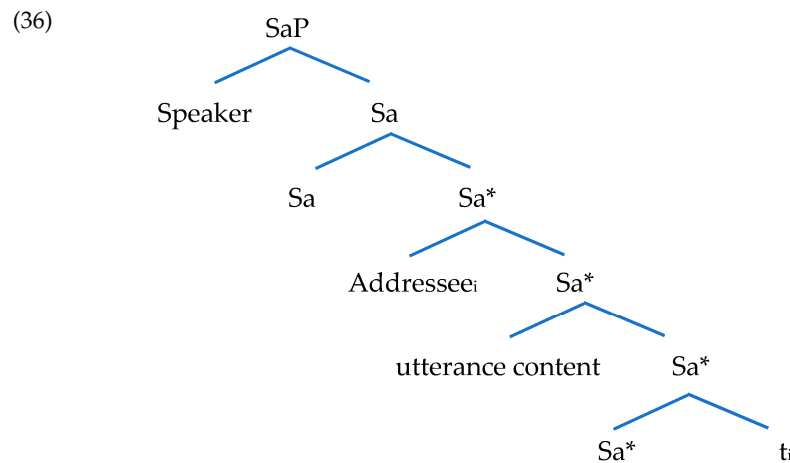 (36)
SaP
Speaker Sa
Sa Sa*
Addresseeᵢ Sa*
utterance content Sa*
Sa* tᵢ